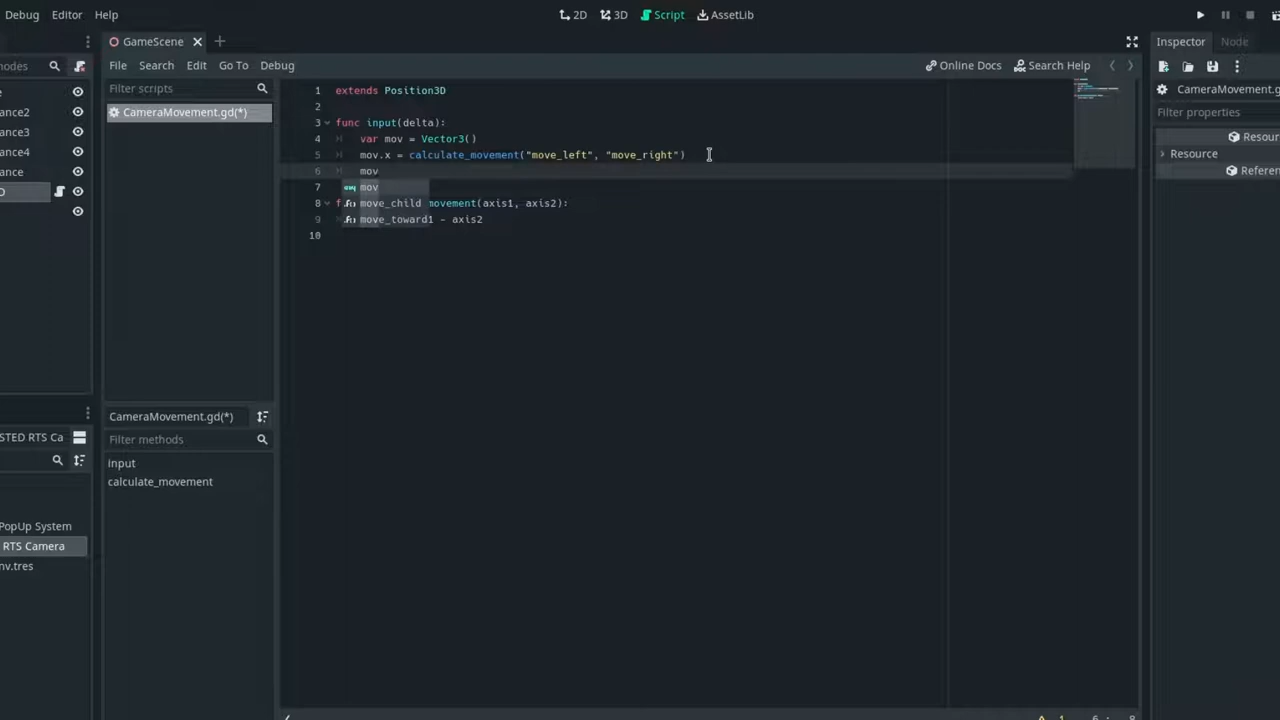 Debug Editor Help
2D 3D Script AssetLib
GameScene
Inspector Node
odes
File Search Edit Go To Debug
Online Docs Search Help
Filter scripts
CameraMovement.gd(*)
CameraMovement.g
Filter properties
Resour
Resource
Referen
ance2
ance3
ance4
ance
D
1 extends Position3D
2
3 func input(delta):
4 var mov = Vector3()
5 mov.x = calculate_movement("move_left", "move_right")
6 mov
7 mov
8 f move_child movement(axis1, axis2):
9 move_toward1 - axis2
10
CameraMovement.gd(*)
Filter methods
input
calculate_movement
STED RTS Ca
PopUp System
RTS Camera
nv.tres
1